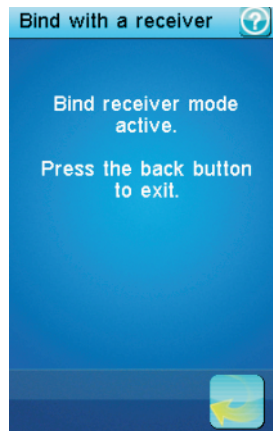 Bind with a receiver ?
Bind receiver mode
active.
Press the back button
to exit.